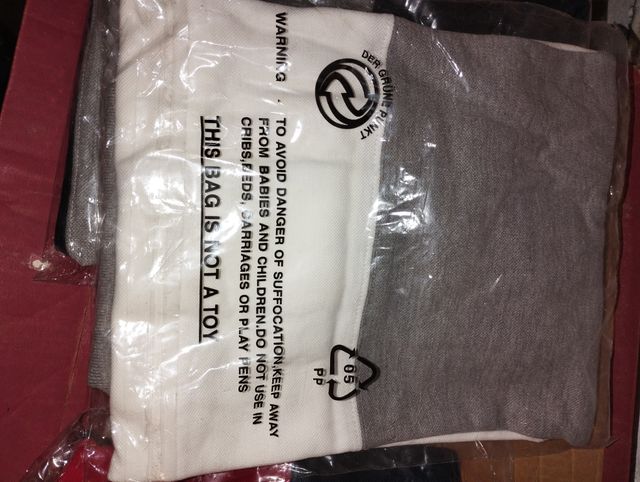 DER GRÜNE PUNKT
WARNING . TO AVOID DANGER OF SUFFOCATION,KEEP AWAY
FROM BABIES AND CHILDREN.DO NOT USE IN
CRIBS,BEDS, CARRIAGES OR PLAY PENS
THIS BAG IS NOT A TOY
05
PP